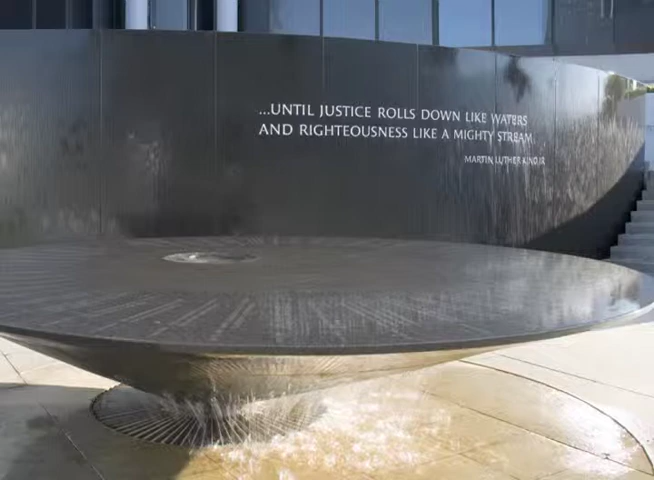 ...UNTIL JUSTICE ROLLS DOWN LIKE WATERS
AND RIGHTEOUSNESS LIKE A MIGHTY STREAM
MARTIN LUTHER KING JR